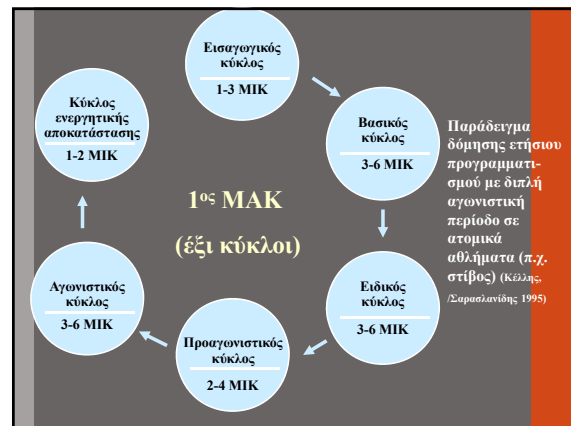 Εισαγωγικός
κύκλος
1-3 ΜΙΚ
Βασικός
κύκλος
3-6 ΜΙΚ
Ειδικός
κύκλος
3-6 ΜΙΚ
Προαγωνιστικός
κύκλος
2-4 ΜΙΚ
Αγωνιστικός
κύκλος
3-6 ΜΙΚ
Κύκλος
ενεργητικής
αποκατάστασης
1-2 ΜΙΚ
1ος ΜΑΚ
(έξι κύκλοι)
Παράδειγμα
δόμησης ετήσιου
προγραμματι-
σμού με διπλή
αγωνιστική
περίοδο σε
ατομικά
αθλήματα (π.χ.
στίβος) (Κέλλης,
/Σαρασλανίδης 1995)